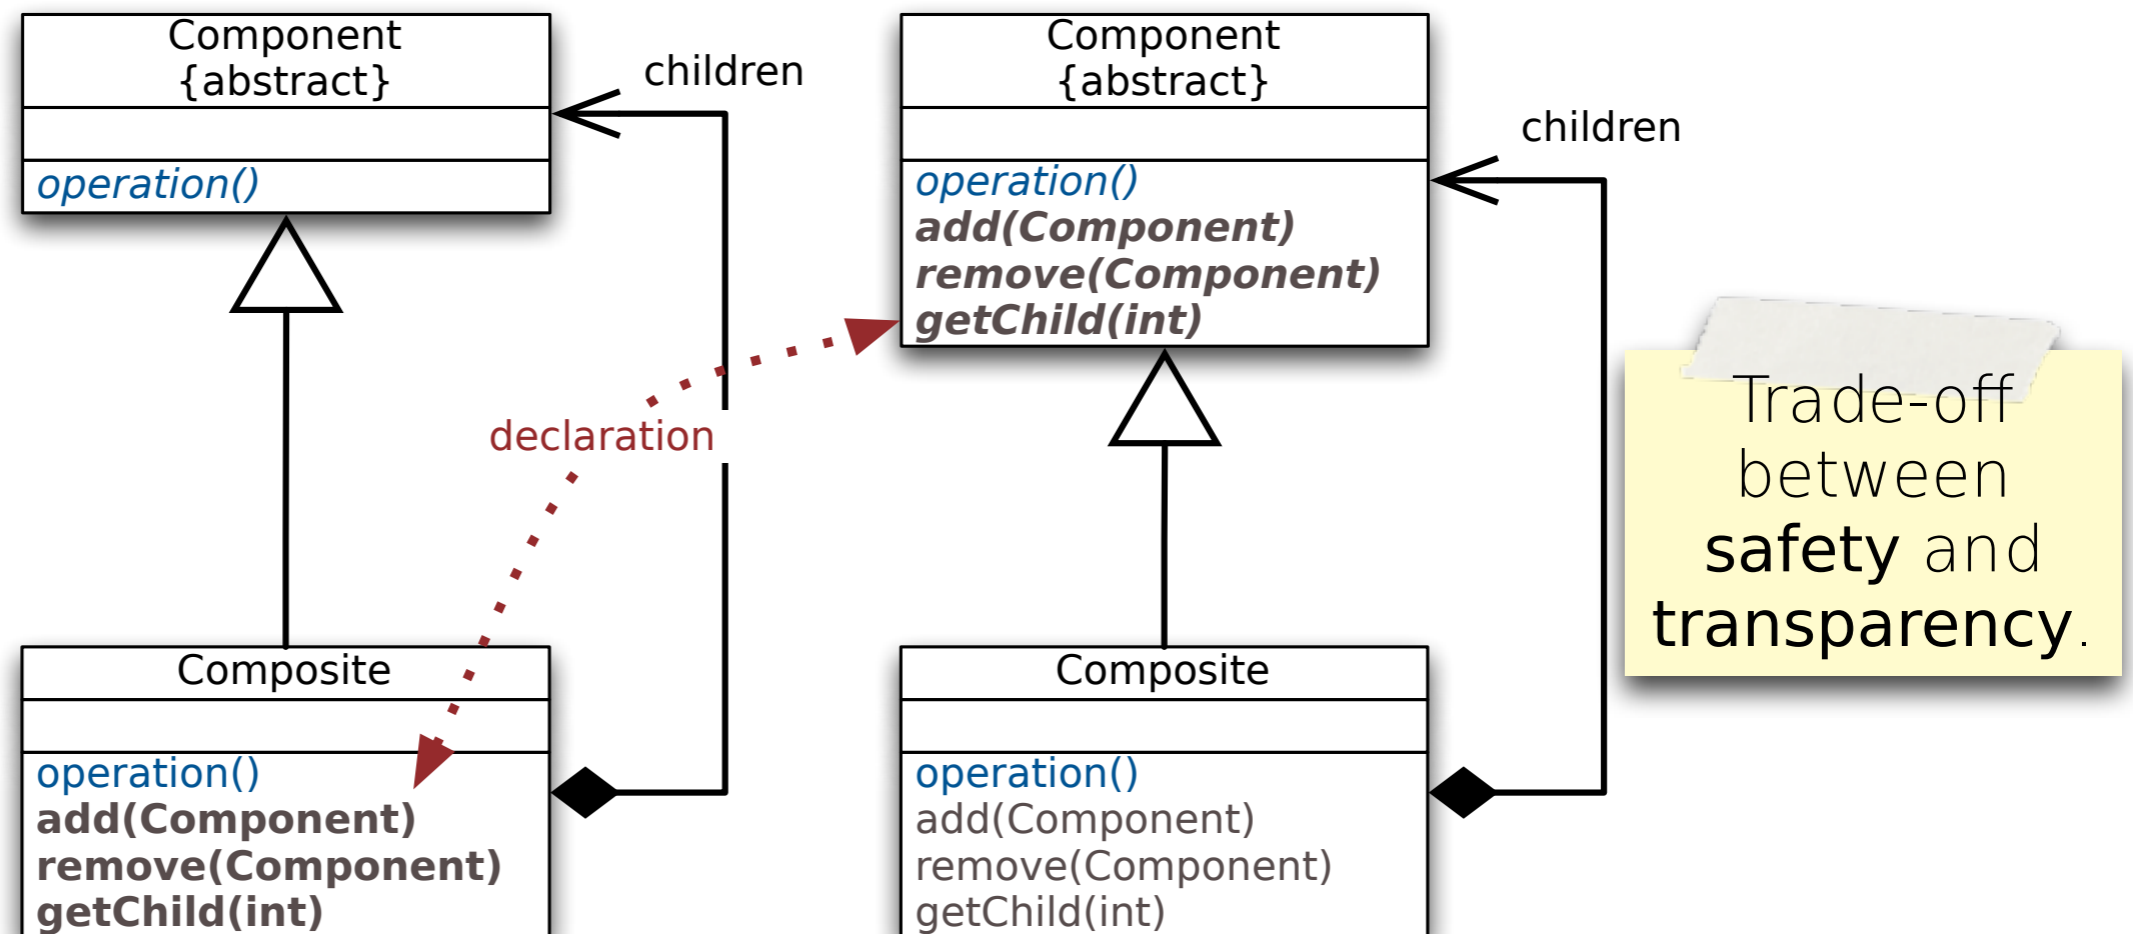 Component
{abstract}
operation()
children
Component
{abstract}
operation()
add(Component)
remove(Component)
getChild(int)
children
declaration
Trade-off
between
safety and
transparency.
Composite
operation()
add(Component)
remove(Component)
getChild(int)
Composite
operation()
add(Component)
remove(Component)
getChild(int)